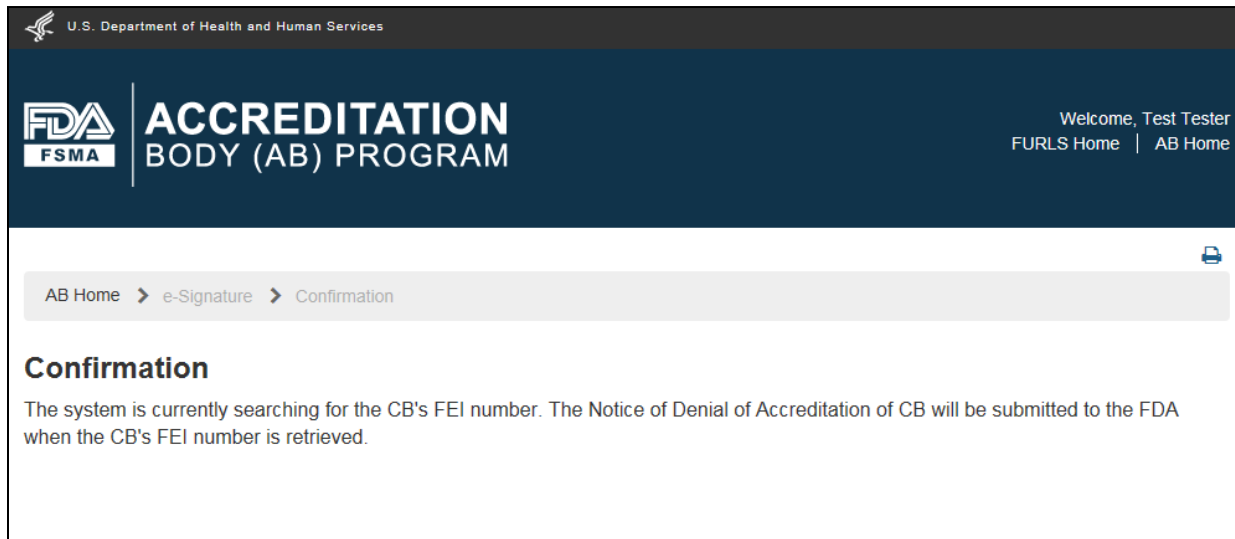 U.S. Department of Health and Human Services
FDA
FSMA
ACCREDITATION
BODY (AB) PROGRAM
Welcome, Test Tester
FURLS Home | AB Home
AB Home > e-Signature > Confirmation
Confirmation
The system is currently searching for the CB's FEI number. The Notice of Denial of Accreditation of CB will be submitted to the FDA
when the CB's FEI number is retrieved.